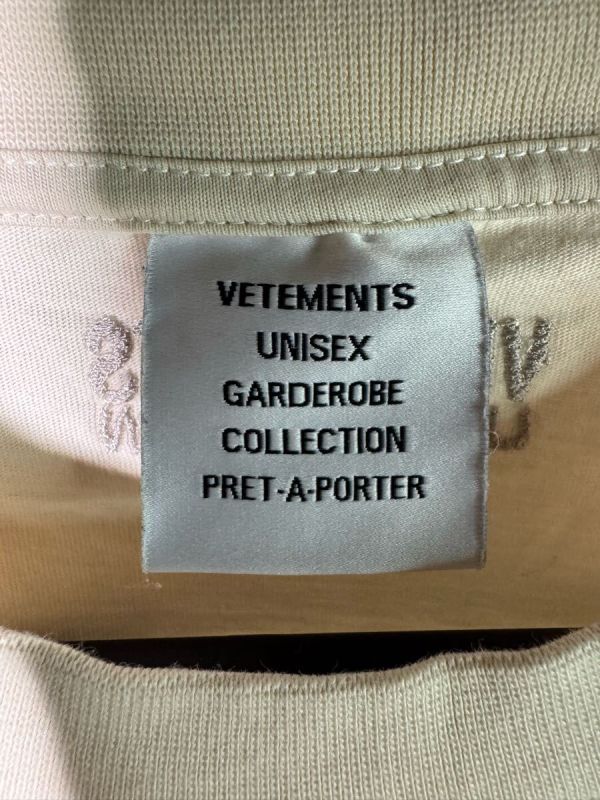 VETEMENTS
UNISEX
GARDEROBE
COLLECTION
PRET-A-PORTER